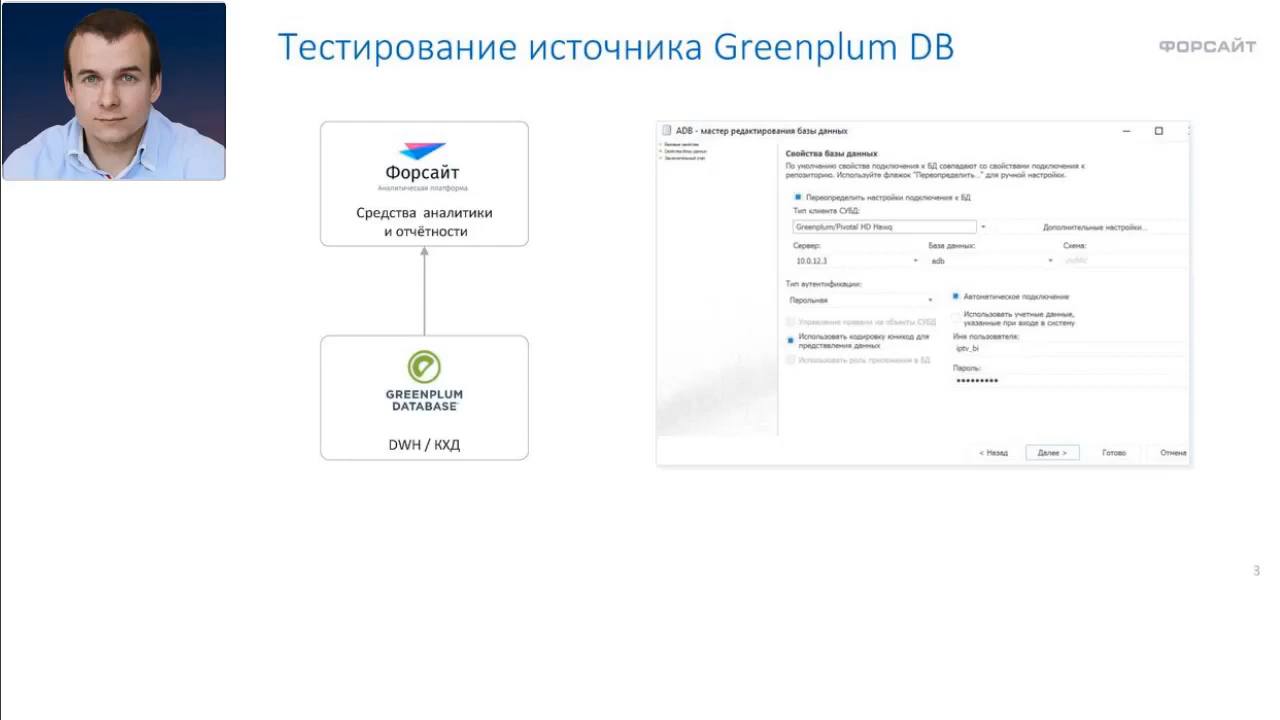 Тестирование источника Greenplum DB
ФОРСАЙТ
Форсайт
Аналитическая платформа
Средства аналитики
и отчётности
GREENPLUM
DATABASE
DWH / КХД
ADB - мастер редактирования базы данных
Свойства базы данных
По умолчанию свойства подключения к БД совпадают со свойствами подключения к
репозиторию. Используйте флажок "Переопределить..." для ручной настройки.
Переопределить настройки подключения к БД
Тип клиента СУБД:
Greenplum/Pivotal HD Hawq
Дополнительные настройки...
Сервер: База данных: Схема:
10.0.12.3 adb
Тип аутентификации:
Парольная
Автоматическое подключение
Управление правами на объекты СУБД
Использовать учетные данные,
указанные при входе в систему
Использовать кодировку юникод для
представления данных
Использовать роль приложения в БД
Имя пользователя:
iptv_bi
Пароль:
•••••••••
< Назад Далее > Готово Отмена
3